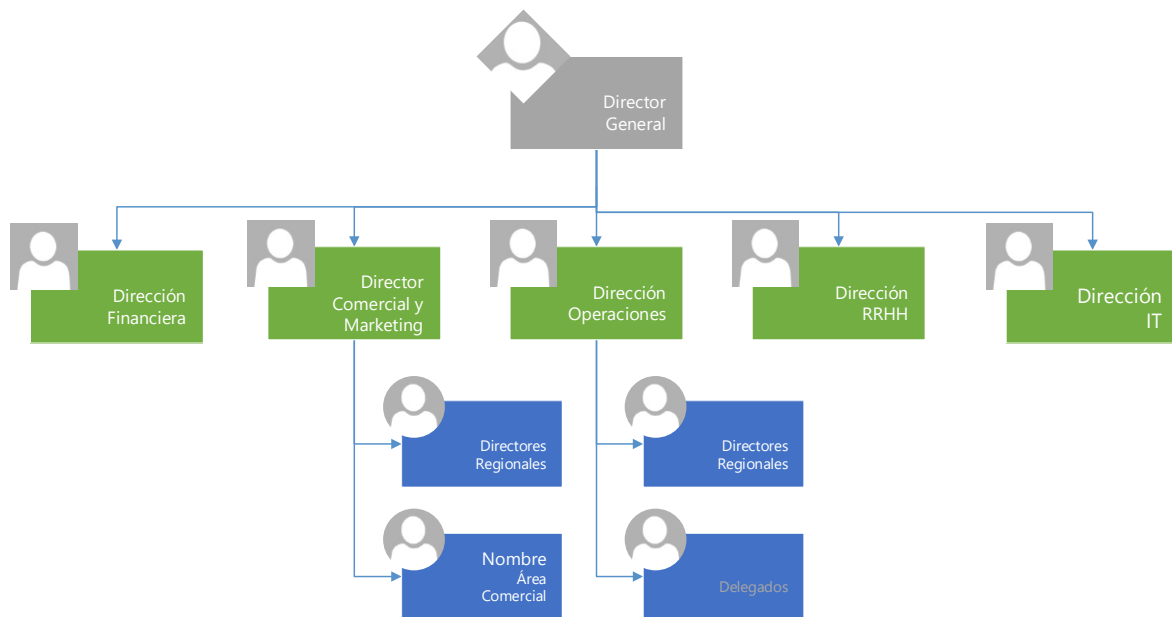 Director
General
Dirección
Financiera
Director
Comercial y
Marketing
Dirección
Operaciones
Dirección
RRHH
Dirección
IT
Directores
Regionales
Directores
Regionales
Nombre
Área
Comercial
Delegados